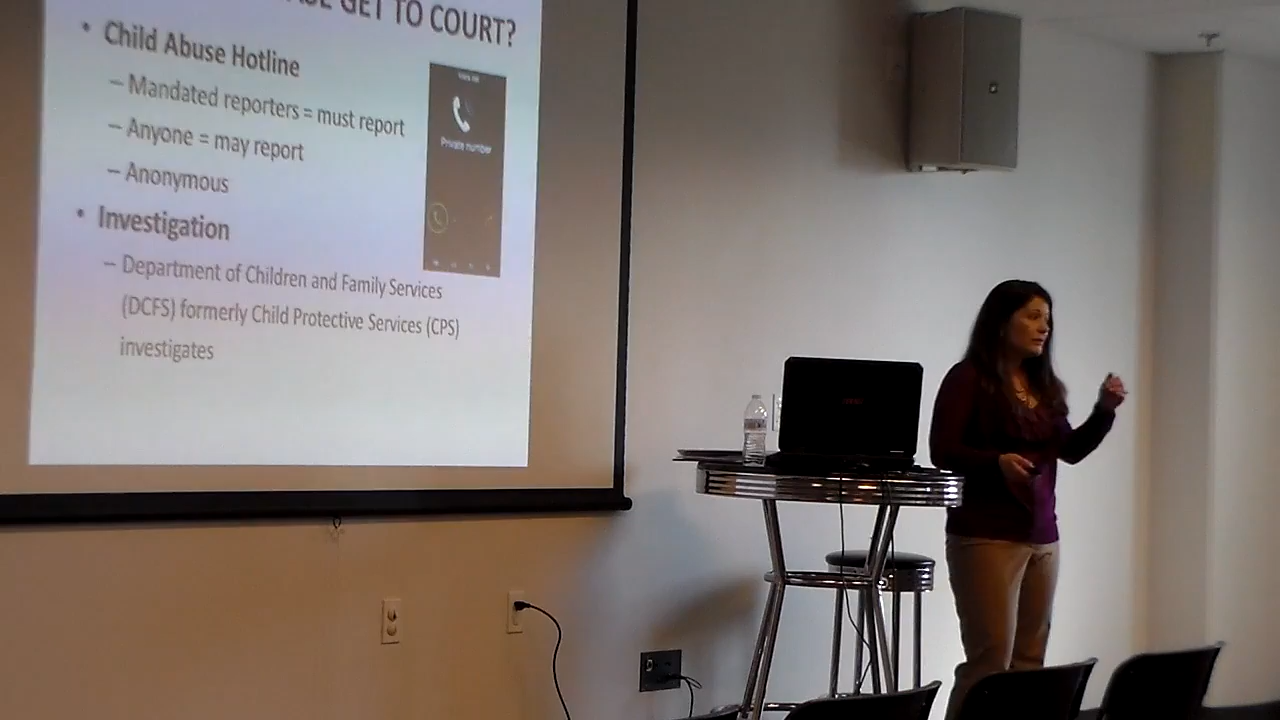 GET TO COURT?
• Child Abuse Hotline
– Mandated reporters = must report
– Anyone = may report
– Anonymous
Private number
• Investigation
– Department of Children and Family Services
(DCFS) formerly Child Protective Services (CPS)
investigates